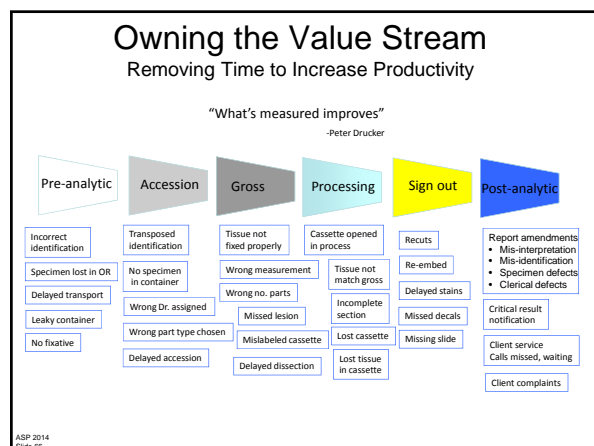 Owning the Value Stream
Removing Time to Increase Productivity
“What’s measured improves”
-Peter Drucker
Pre-analytic
Accession
Gross
Processing
Sign out
Post-analytic
Incorrect
identification
Specimen lost in OR
Delayed transport
Leaky container
No fixative
Transposed
identification
No specimen
in container
Wrong Dr. assigned
Wrong part type chosen
Delayed accession
Tissue not
fixed properly
Wrong measurement
Wrong no. parts
Missed lesion
Mislabeled cassette
Delayed dissection
Cassette opened
in process
Tissue not
match gross
Incomplete
section
Lost cassette
Lost tissue
in cassette
Recuts
Re-embed
Delayed stains
Missed decals
Missing slide
Report amendments
• Mis-interpretation
• Mis-identification
• Specimen defects
• Clerical defects
Critical result
notification
Client service
Calls missed, waiting
Client complaints
ASP 2014